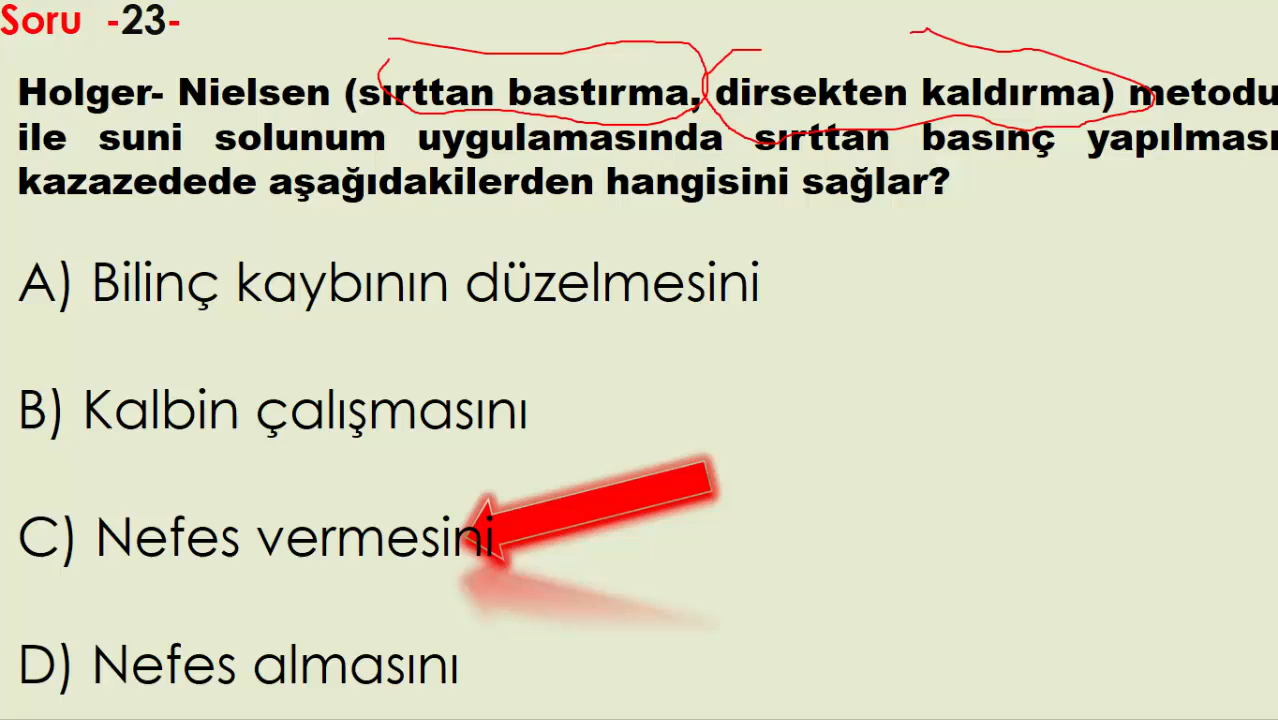 Soru -23-
Holger- Nielsen (sırttan bastırma, dirsekten kaldırma) metodu
ile suni solunum uygulamasında sırttan basınç yapılması
kazazedede aşağıdakilerden hangisini sağlar?
A) Bilinç kaybının düzelmesini
B) Kalbin çalışmasını
C) Nefes vermesini
D) Nefes almasını